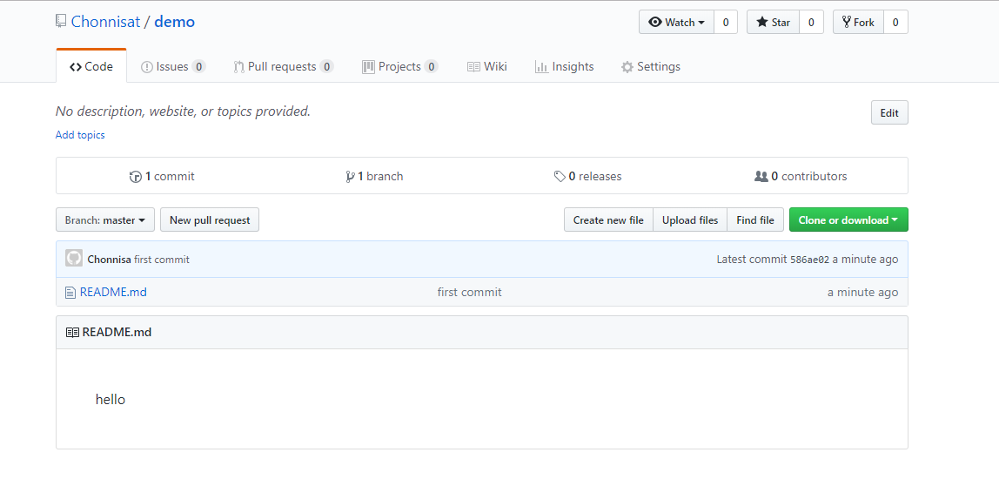 Chonnisat / demo Watch 0 Star 0 Fork 0
Code Issues 0 Pull requests 0 Projects 0 Wiki Insights Settings
No description, website, or topics provided. Edit
Add topics
1 commit 1 branch 0 releases 0 contributors
Branch: master New pull request Create new file Upload files Find file Clone or download
Chonnisa first commit Latest commit 586ae02 a minute ago
README.md first commit a minute ago
README.md
hello